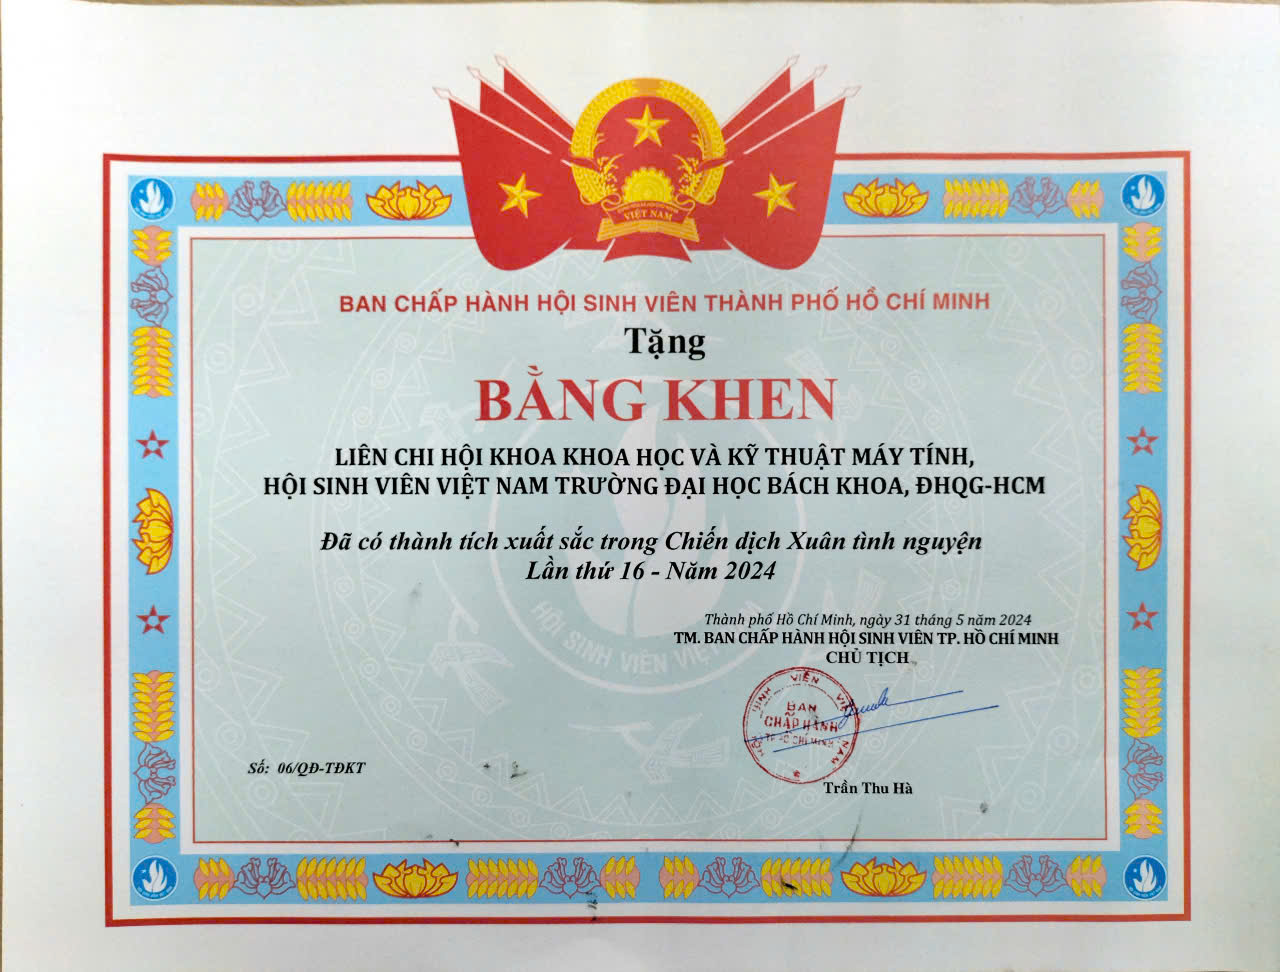 VIỆT NAM
BAN CHẤP HÀNH HỘI SINH VIÊN THÀNH PHỐ HỒ CHÍ MINH
Tặng
BẰNG KHEN
LIÊN CHI HỘI KHOA KHOA HỌC VÀ KỸ THUẬT MÁY TÍNH,
HỘI SINH VIÊN VIỆT NAM TRƯỜNG ĐẠI HỌC BÁCH KHOA, ĐHQG-HCM
Đã có thành tích xuất sắc trong Chiến dịch Xuân tình nguyện
Lần thứ 16 - Năm 2024
HỘI SINH VIÊN VIỆT NAM
Thành phố Hồ Chí Minh, ngày 31 tháng 5 năm 2024
TM. BAN CHẤP HÀNH HỘI SINH VIÊN TP. HỒ CHÍ MINH
CHỦ TỊCH
HỘI SINH VIÊN VIỆT NAM
BAN
CHẤP HÀNH
TP HỒ CHÍ MINH
Số: 06/QĐ-TĐKT
Trần Thu Hà